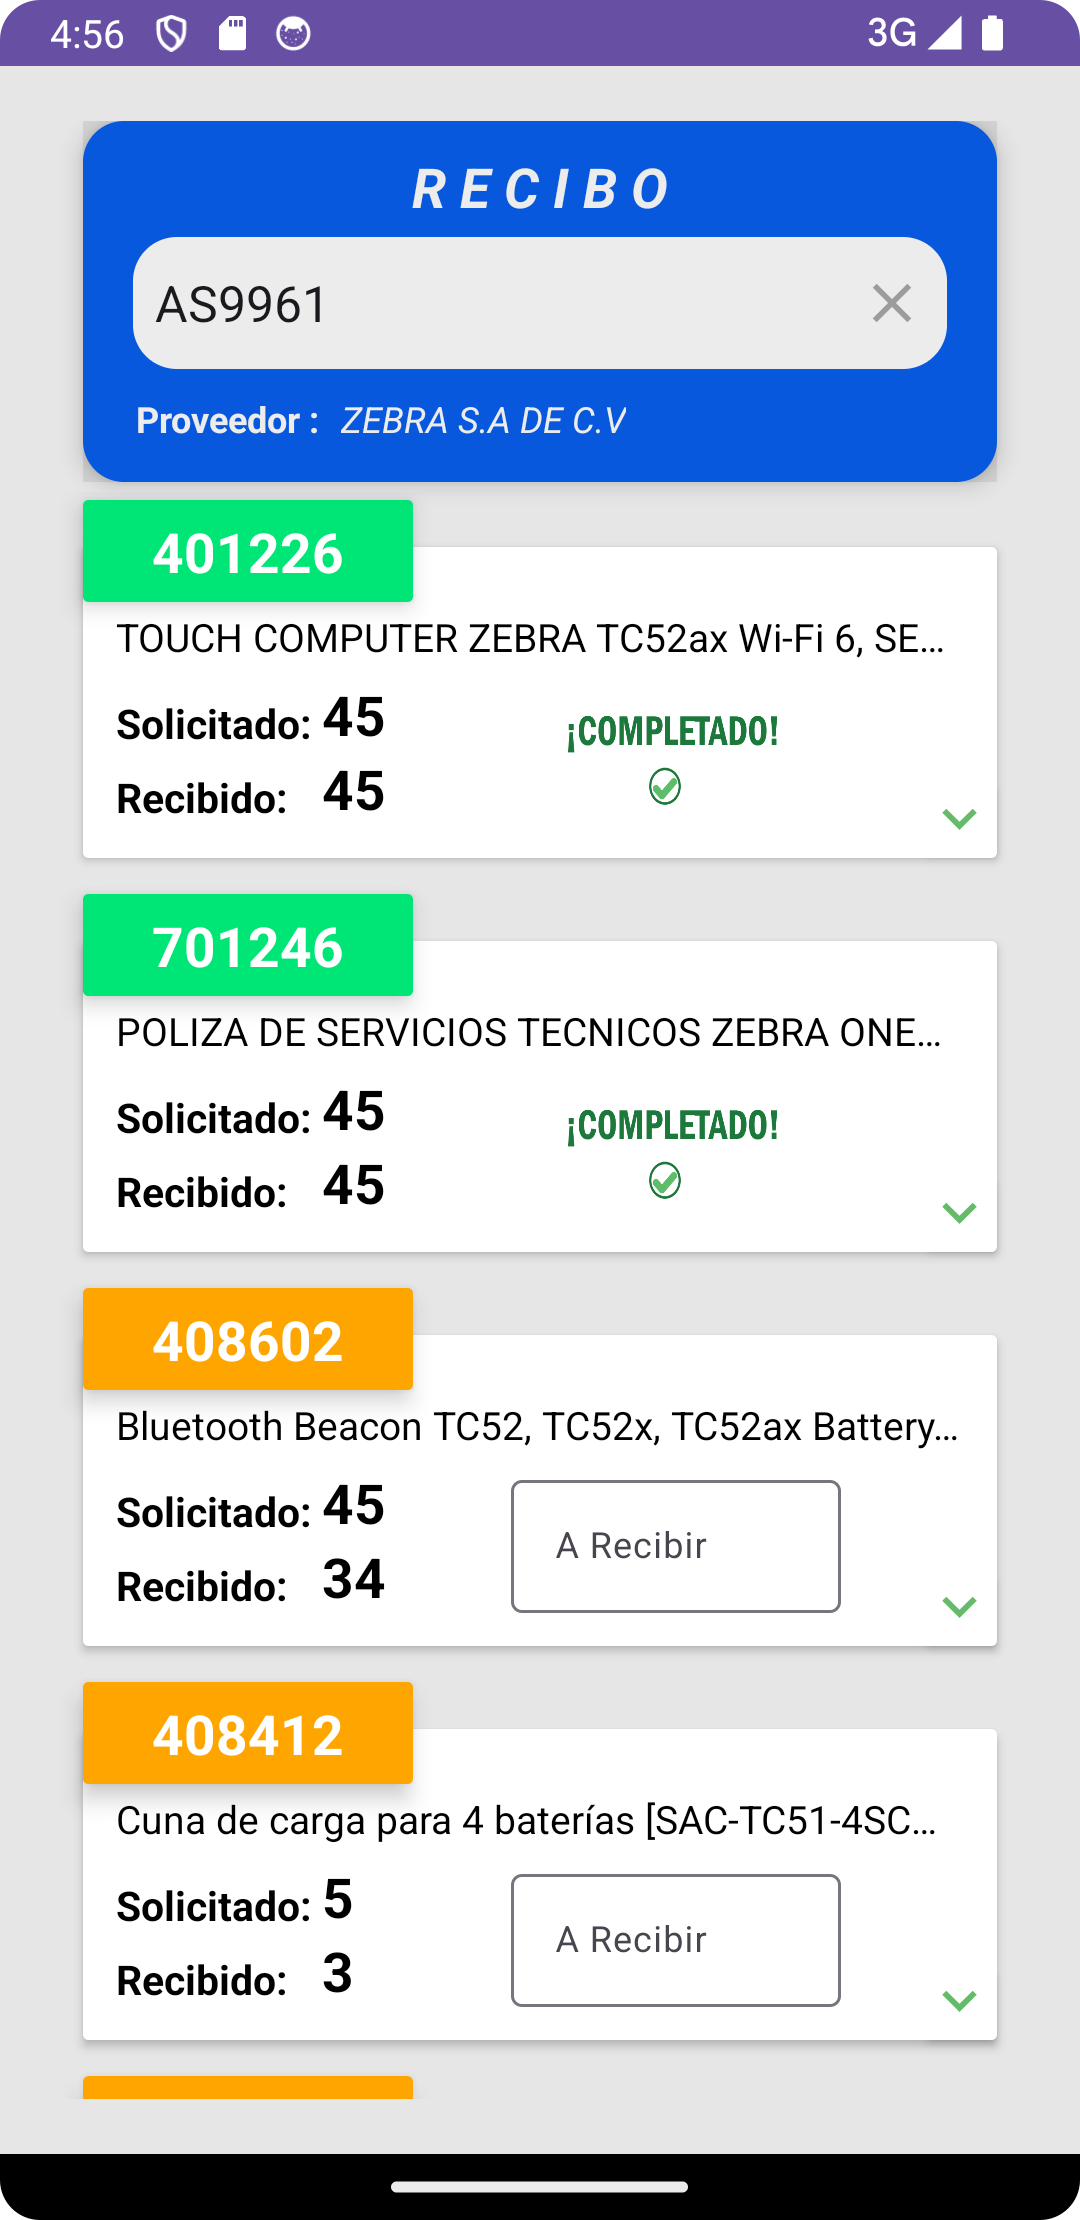 4:56
3G
RECIBO
AS9961
Proveedor : ZEBRA S.A DE C.V
401226
TOUCH COMPUTER ZEBRA TC52ax Wi-Fi 6, SE...
Solicitado: 45
¡COMPLETADO!
Recibido: 45
701246
POLIZA DE SERVICIOS TECNICOS ZEBRA ONE...
Solicitado: 45
¡COMPLETADO!
Recibido: 45
408602
Bluetooth Beacon TC52, TC52x, TC52ax Battery...
Solicitado: 45
A Recibir
Recibido: 34
408412
Cuna de carga para 4 baterías [SAC-TC51-4SC...
Solicitado: 5
A Recibir
Recibido: 3